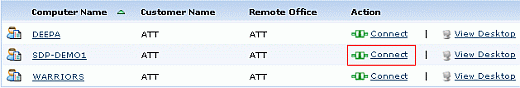 Computer Name Customer Name Remote Office Action
DEEPA ATT ATT Connect | View Desktop
SDP-DEMO1 ATT ATT Connect | View Desktop
WARRIORS ATT ATT Connect | View Desktop